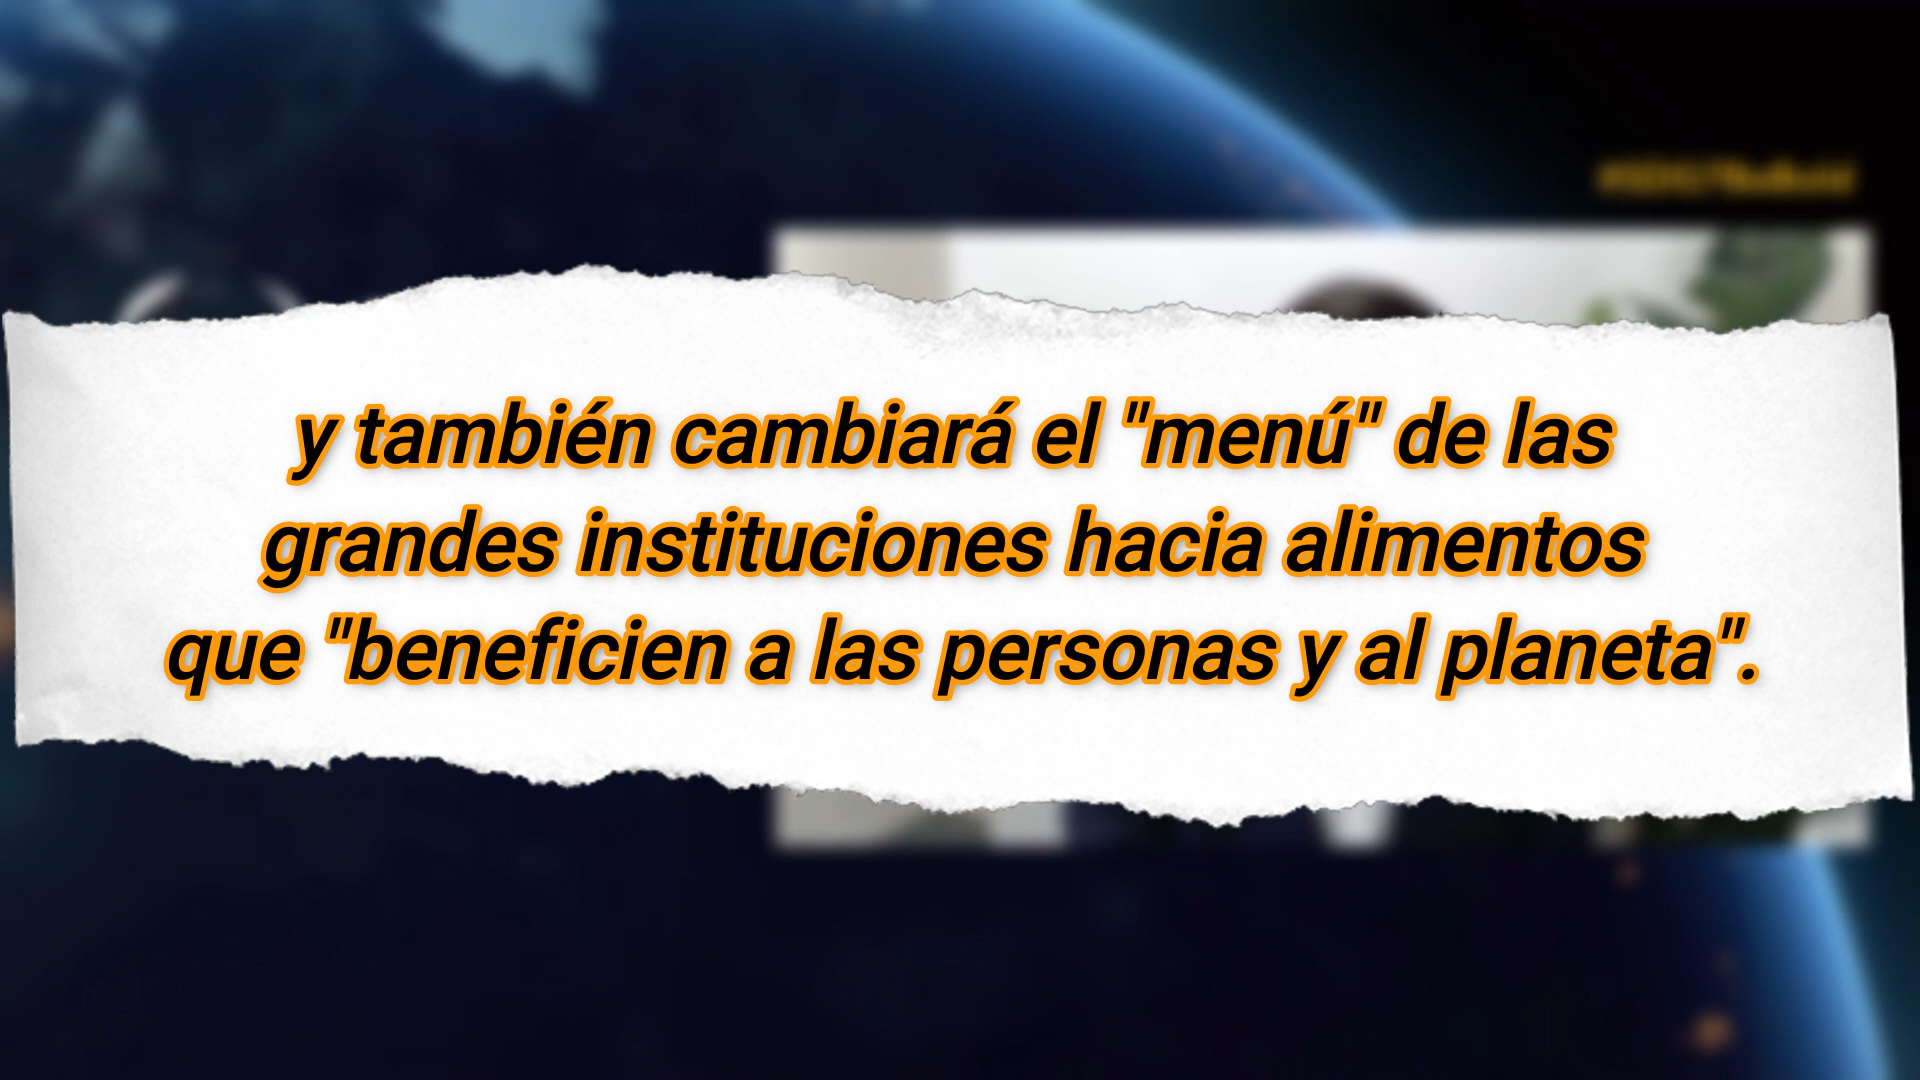 y también cambiará el "menú" de las
grandes instituciones hacia alimentos
que "beneficien a las personas y al planeta".